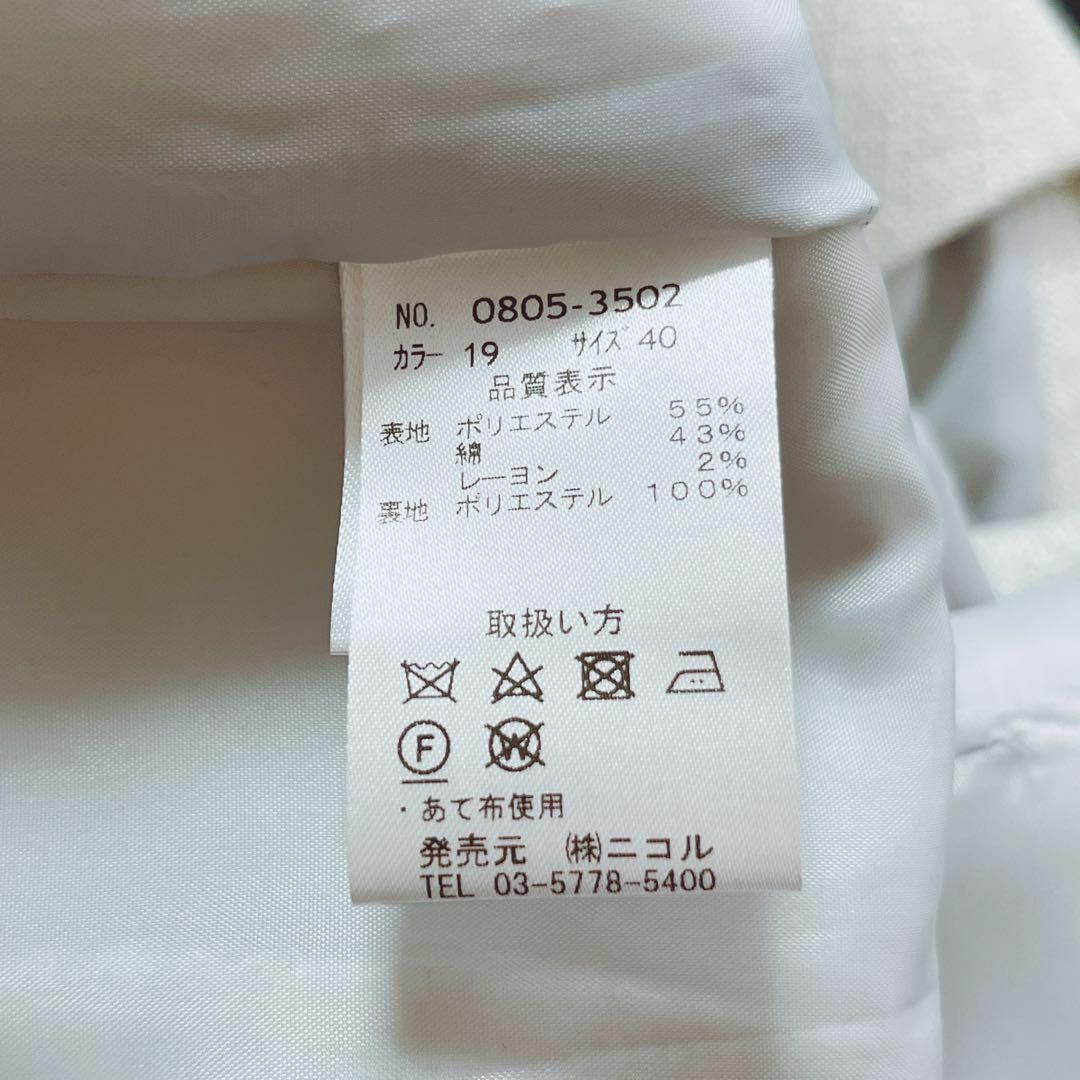 NO. 0805-3502
カラー 19 サイズ 40
品質表示
表地 ポリエステル 55%
綿 43%
レーヨン 2%
裏地 ポリエステル 100%
取扱い方
F W
・あて布使用
発売元 (株)ニコル
TEL 03-5778-5400